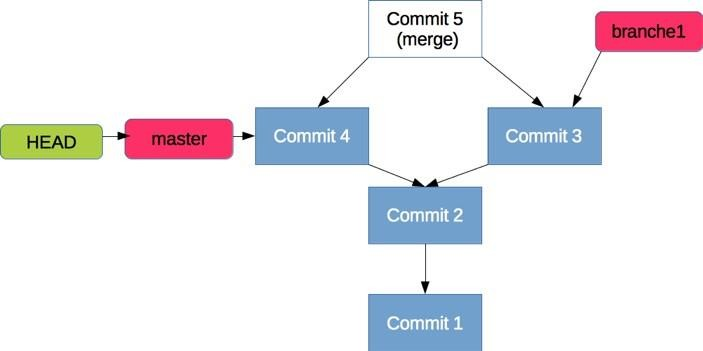 Commit 5
(merge)
branche1
HEAD
master
Commit 4
Commit 3
Commit 2
Commit 1